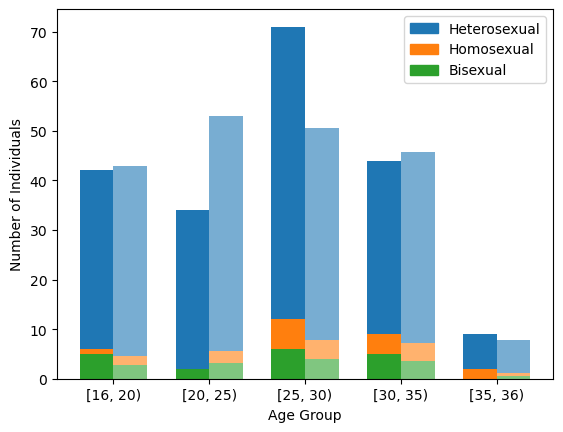 70
60
50
40
30
20
10
0
Number of Individuals
Heterosexual
Homosexual
Bisexual
[16, 20) [20, 25) [25, 30) [30, 35) [35, 36)
Age Group